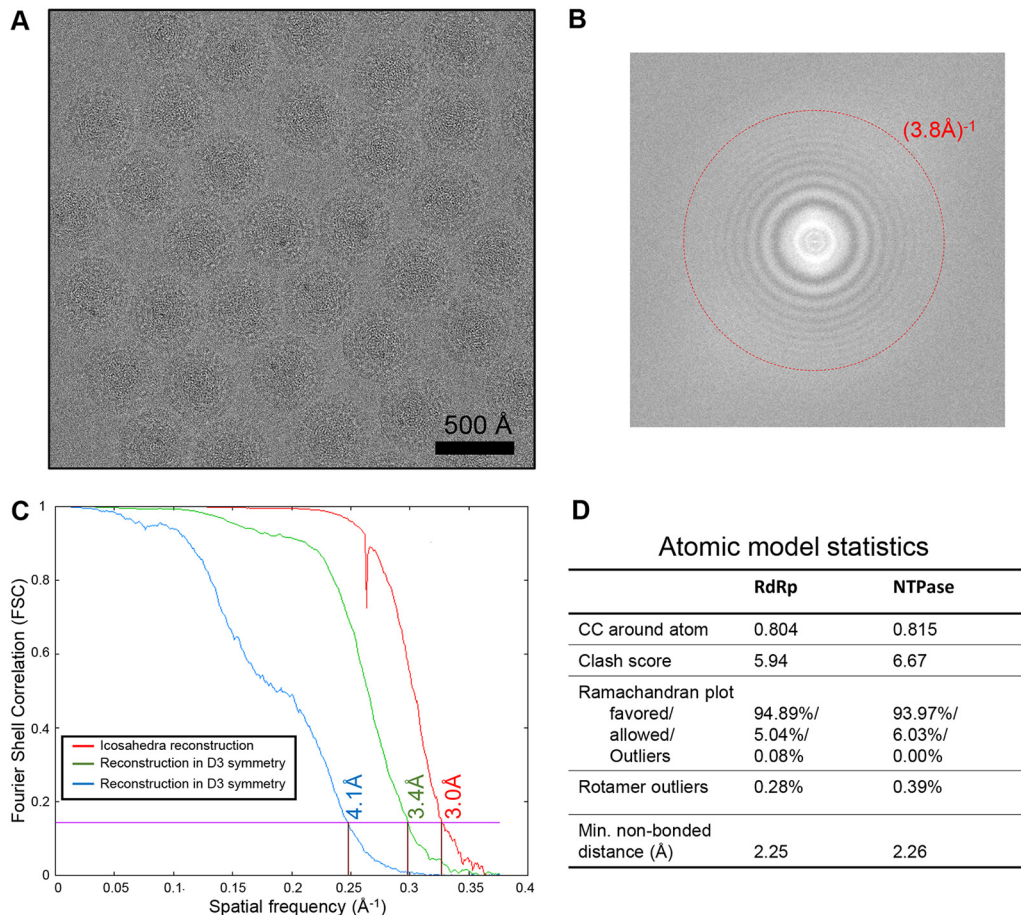 A
500 Å
B
(3.8Å)-1
C
Fourier Shell Correlation (FSC)
1
0.8
0.6
0.4
0.2
0
Icosahedra reconstruction
Reconstruction in D3 symmetry
Reconstruction in D3 symmetry
4.1Å
3.4Å
3.0Å
0 0.05 0.1 0.15 0.2 0.25 0.3 0.35 0.4
Spatial frequency (Å-1)
D
Atomic model statistics
RdRp NTPase
CC around atom 0.804 0.815
Clash score 5.94 6.67
Ramachandran plot
favored/ 94.89%/ 93.97%/
allowed/ 5.04%/ 6.03%/
Outliers 0.08% 0.00%
Rotamer outliers 0.28% 0.39%
Min. non-bonded
distance (Å) 2.25 2.26